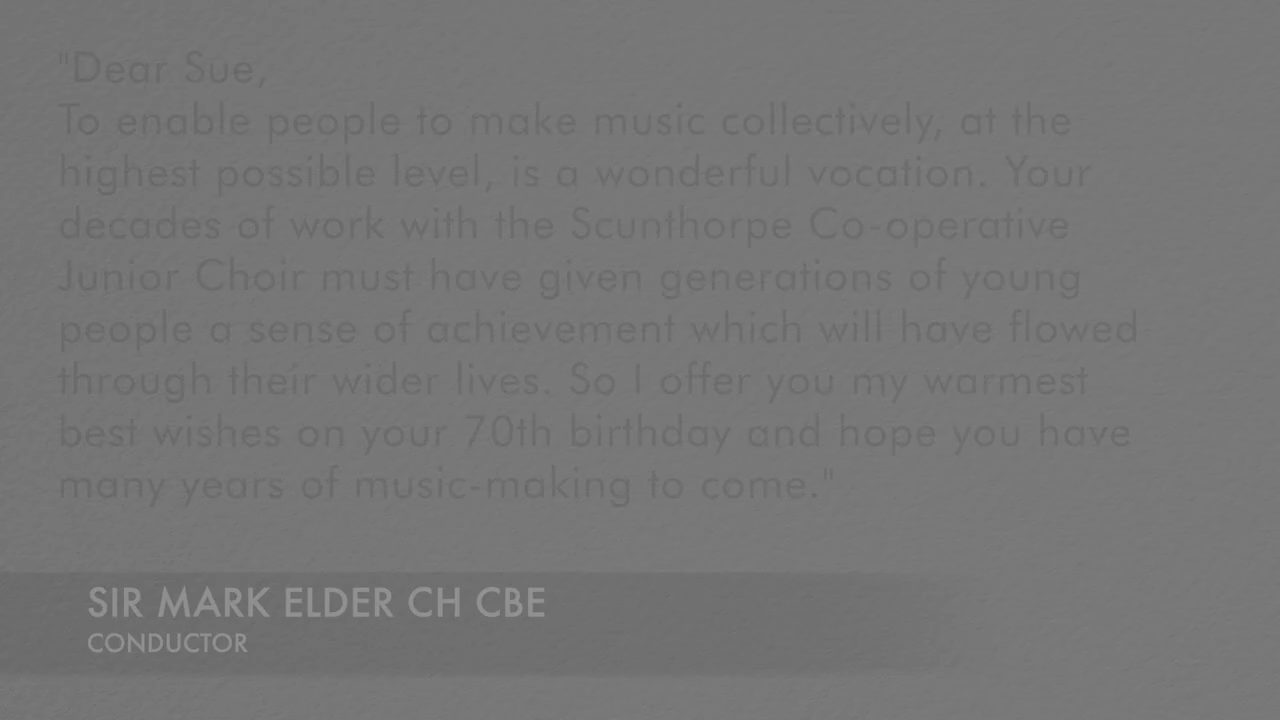 "Dear Sue,
To enable people to make music collectively, at the
highest possible level, is a wonderful vocation. Your
decades of work with the Scunthorpe Co-operative
Junior Choir must have given generations of young
people a sense of achievement which will have flowed
through their wider lives. So I offer you my warmest
best wishes on your 70th birthday and hope you have
many years of music-making to come."
SIR MARK ELDER CH CBE
CONDUCTOR